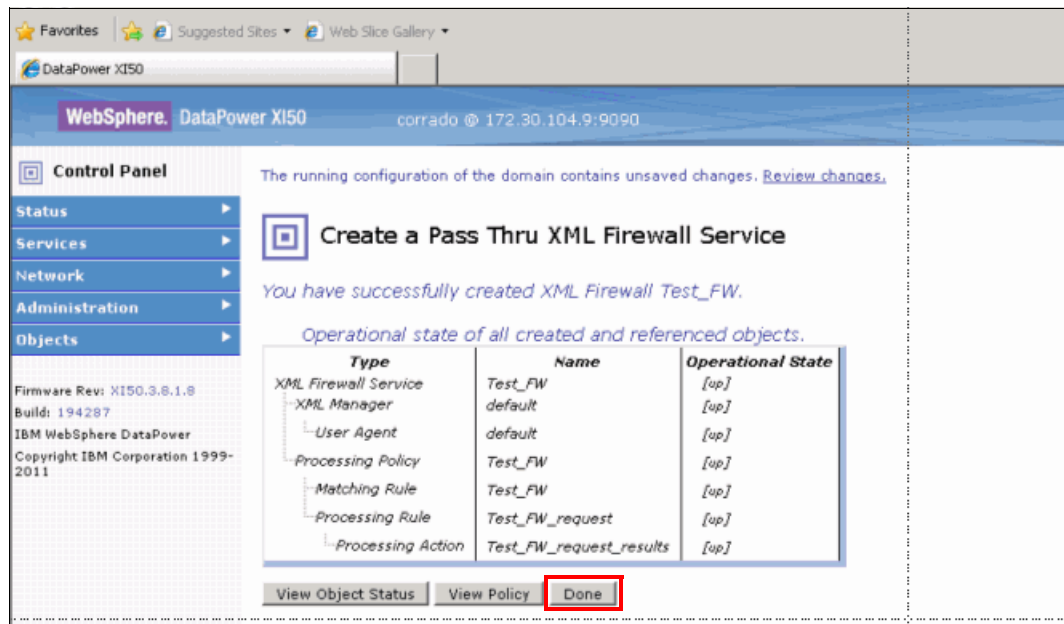 Favorites Suggested Sites Web Slice Gallery
DataPower XI50
WebSphere. DataPower XI50 corrado @ 172.30.104.9:9090
Control Panel
The running configuration of the domain contains unsaved changes. Review changes.
Status
Services
Network
Administration
Objects
Firmware Rev: XI50.3.8.1.8
Build: 194287
IBM WebSphere DataPower
Copyright IBM Corporation 1999-
2011
Create a Pass Thru XML Firewall Service
You have successfully created XML Firewall Test_FW.
Operational state of all created and referenced objects.
Type Name Operational State
XML Firewall Service Test_FW [up]
XML Manager default [up]
User Agent default [up]
Processing Policy Test_FW [up]
Matching Rule Test_FW [up]
Processing Rule Test_FW_request [up]
Processing Action Test_FW_request_results [up]
View Object Status View Policy Done